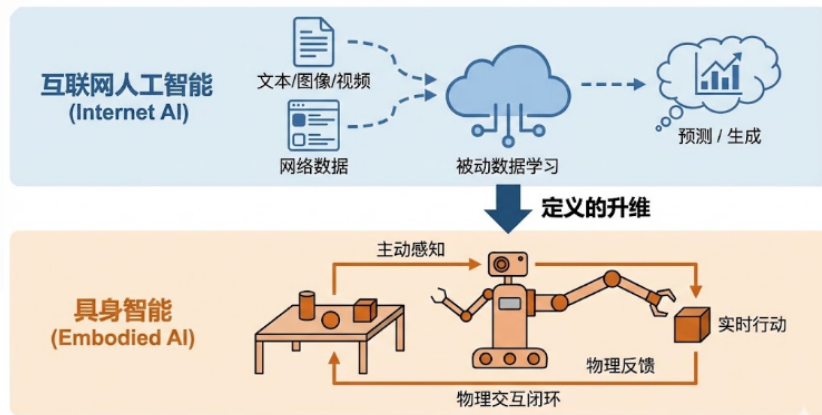 互联网人工智能
(Internet AI)
文本/图像/视频
网络数据
被动数据学习
预测 / 生成
定义的升维
具身智能
(Embodied AI)
主动感知
实时行动
物理反馈
物理交互闭环